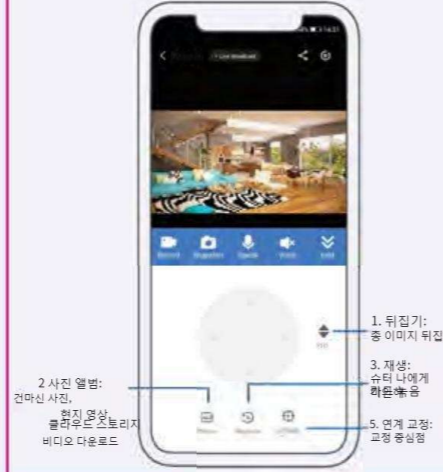 Live broadcast
Record
Snapshot
Speak
Voice
1. 뒤집기:
종 이미지 뒤집
2 사진 앨범:
건마신 사진,
현지 영상
클라우드 스토리지
비디오 다운로드
3. 재생:
슈터 나에게
5. 연계 교정:
교정 중심점